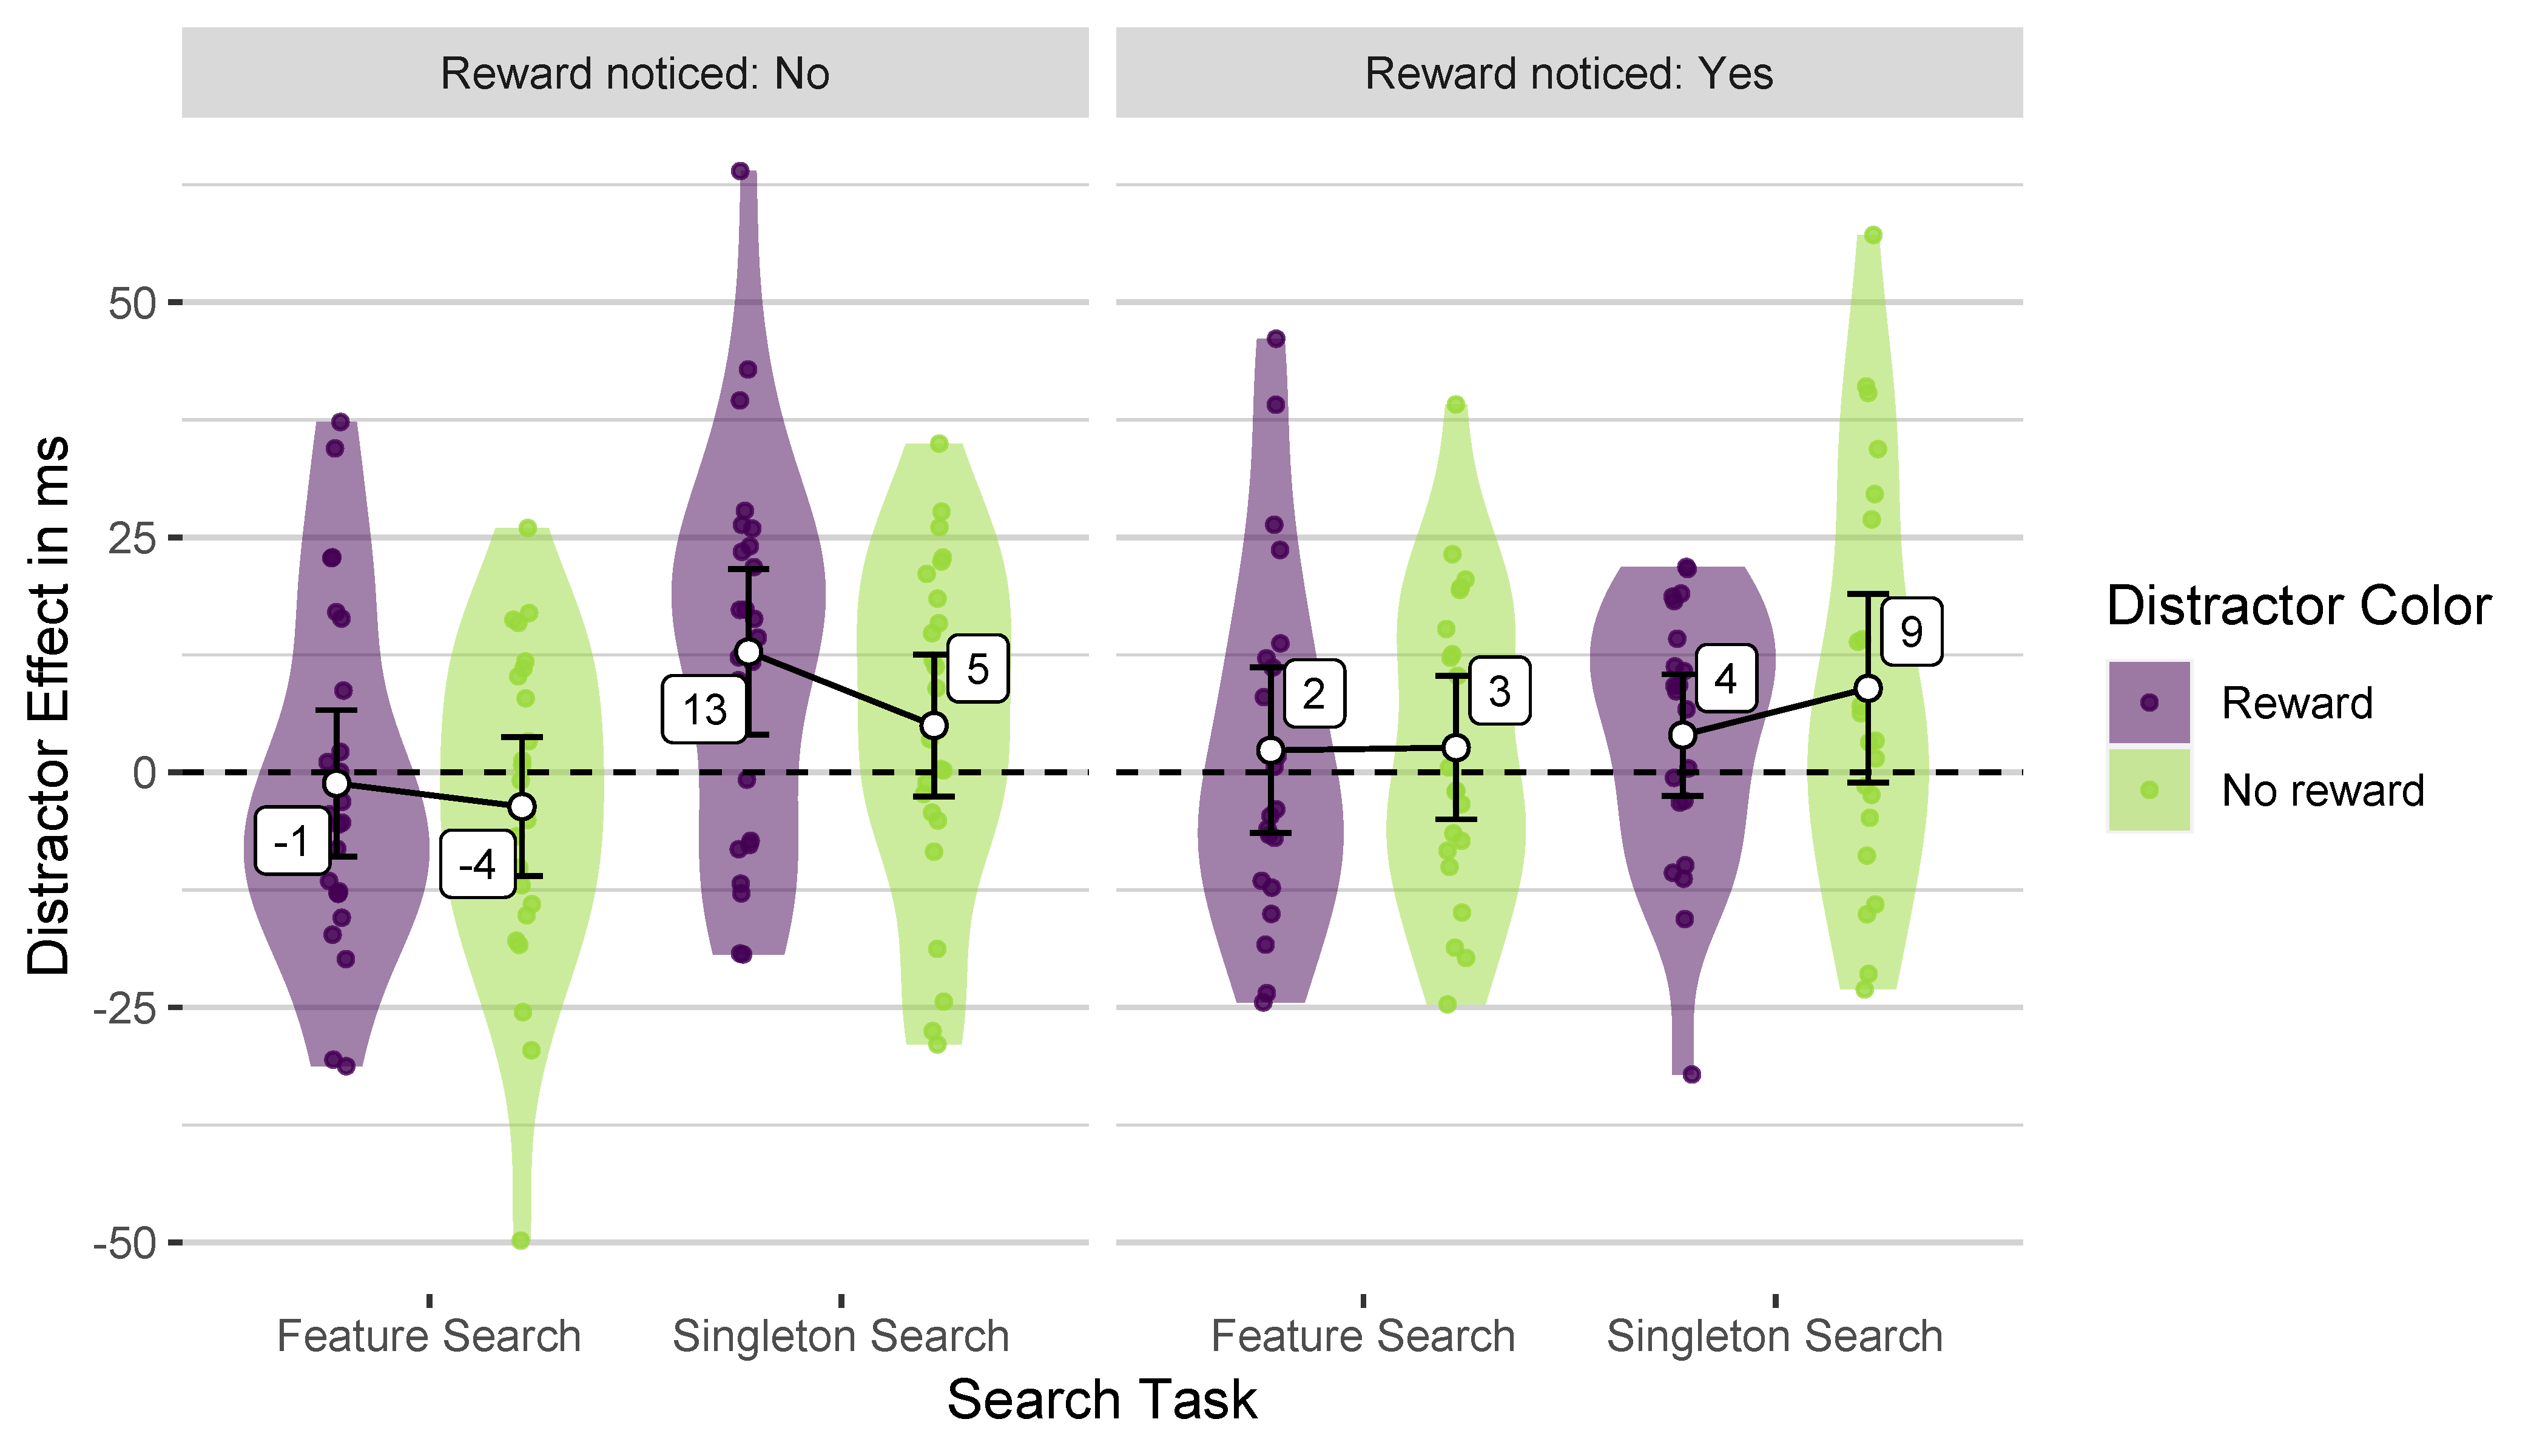 Reward noticed: No
Reward noticed: Yes
Distractor Effect in ms
50
25
0
-25
-50
-1
-4
13
5
2
3
4
9
Feature Search
Singleton Search
Feature Search
Singleton Search
Search Task
Distractor Color
Reward
No reward